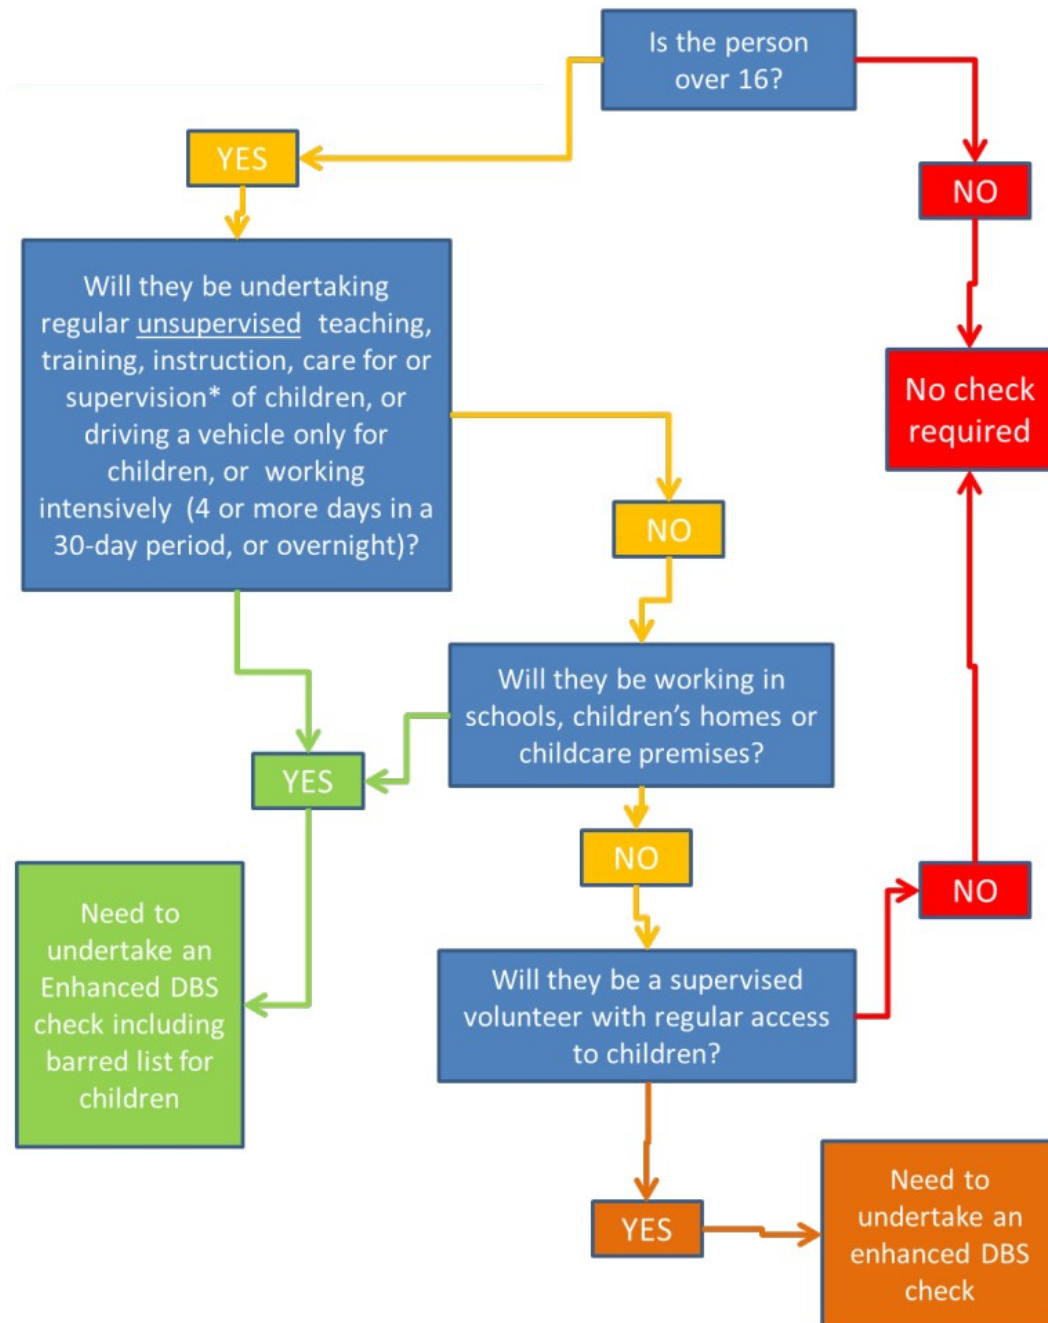 Is the person
over 16?
YES
NO
Will they be undertaking
regular unsupervised teaching,
training, instruction, care for or
supervision* of children, or
driving a vehicle only for
children, or working
intensively (4 or more days in a
30-day period, or overnight)?
No check
required
NO
Will they be working in
schools, children’s homes or
childcare premises?
YES
NO
Need to
undertake an
Enhanced DBS
check including
barred list for
children
NO
Will they be a supervised
volunteer with regular access
to children?
YES
Need to
undertake an
enhanced DBS
check